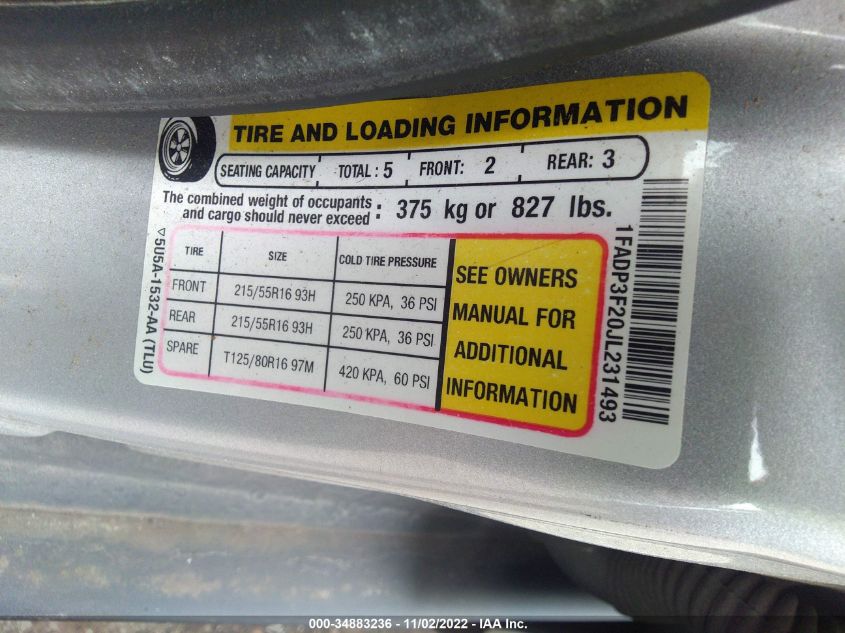 TIRE AND LOADING INFORMATION
SEATING CAPACITY TOTAL : 5 FRONT: 2 REAR: 3
The combined weight of occupants
and cargo should never exceed : 375 kg or 827 lbs.
TIRE SIZE COLD TIRE PRESSURE
FRONT 215/55R16 93H 250 KPA, 36 PSI
REAR 215/55R16 93H 250 KPA, 36 PSI
SPARE T125/80R16 97M 420 KPA, 60 PSI
SEE OWNERS
MANUAL FOR
ADDITIONAL
INFORMATION
5U5A-1532-AA (TLU)
1FADP3F20JL231493
000-34883236 - 11/02/2022 - IAA Inc.